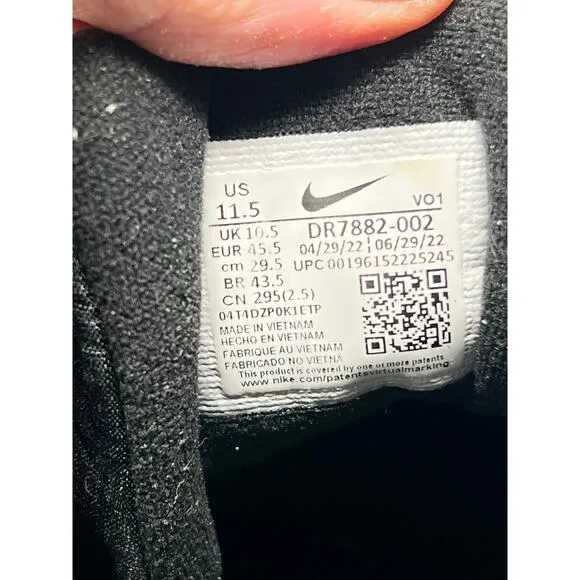 US
11.5
VO1
UK 10.5 DR7882-002
EUR 45.5 04/29/22 06/29/22
cm 29.5 UPC 00196152225245
BR 43.5
CN 295(2.5)
04T4DZP0K1ETP
MADE IN VIETNAM
HECHO EN VIETNAM
FABRIQUE AU VIETNAM
FABRICADO NO VIETNÃ
This product is covered by one or more patents
www.nike.com/patentsvirtualmarking